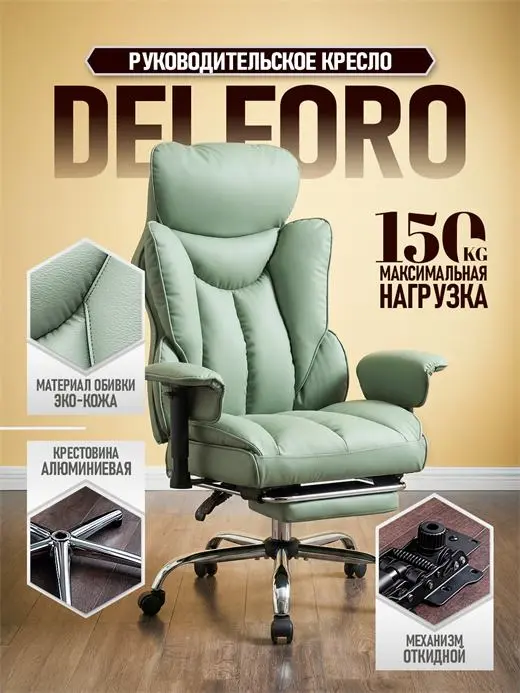 РУКОВОДИТЕЛЬСКОЕ КРЕСЛО
DELFORO
150 KG
МАКСИМАЛЬНАЯ
НАГРУЗКА
МАТЕРИАЛ ОБИВКИ
ЭКО-КОЖА
КРЕСТОВИНА
АЛЮМИНИЕВАЯ
МЕХАНИЗМ
ОТКИДНОЙ